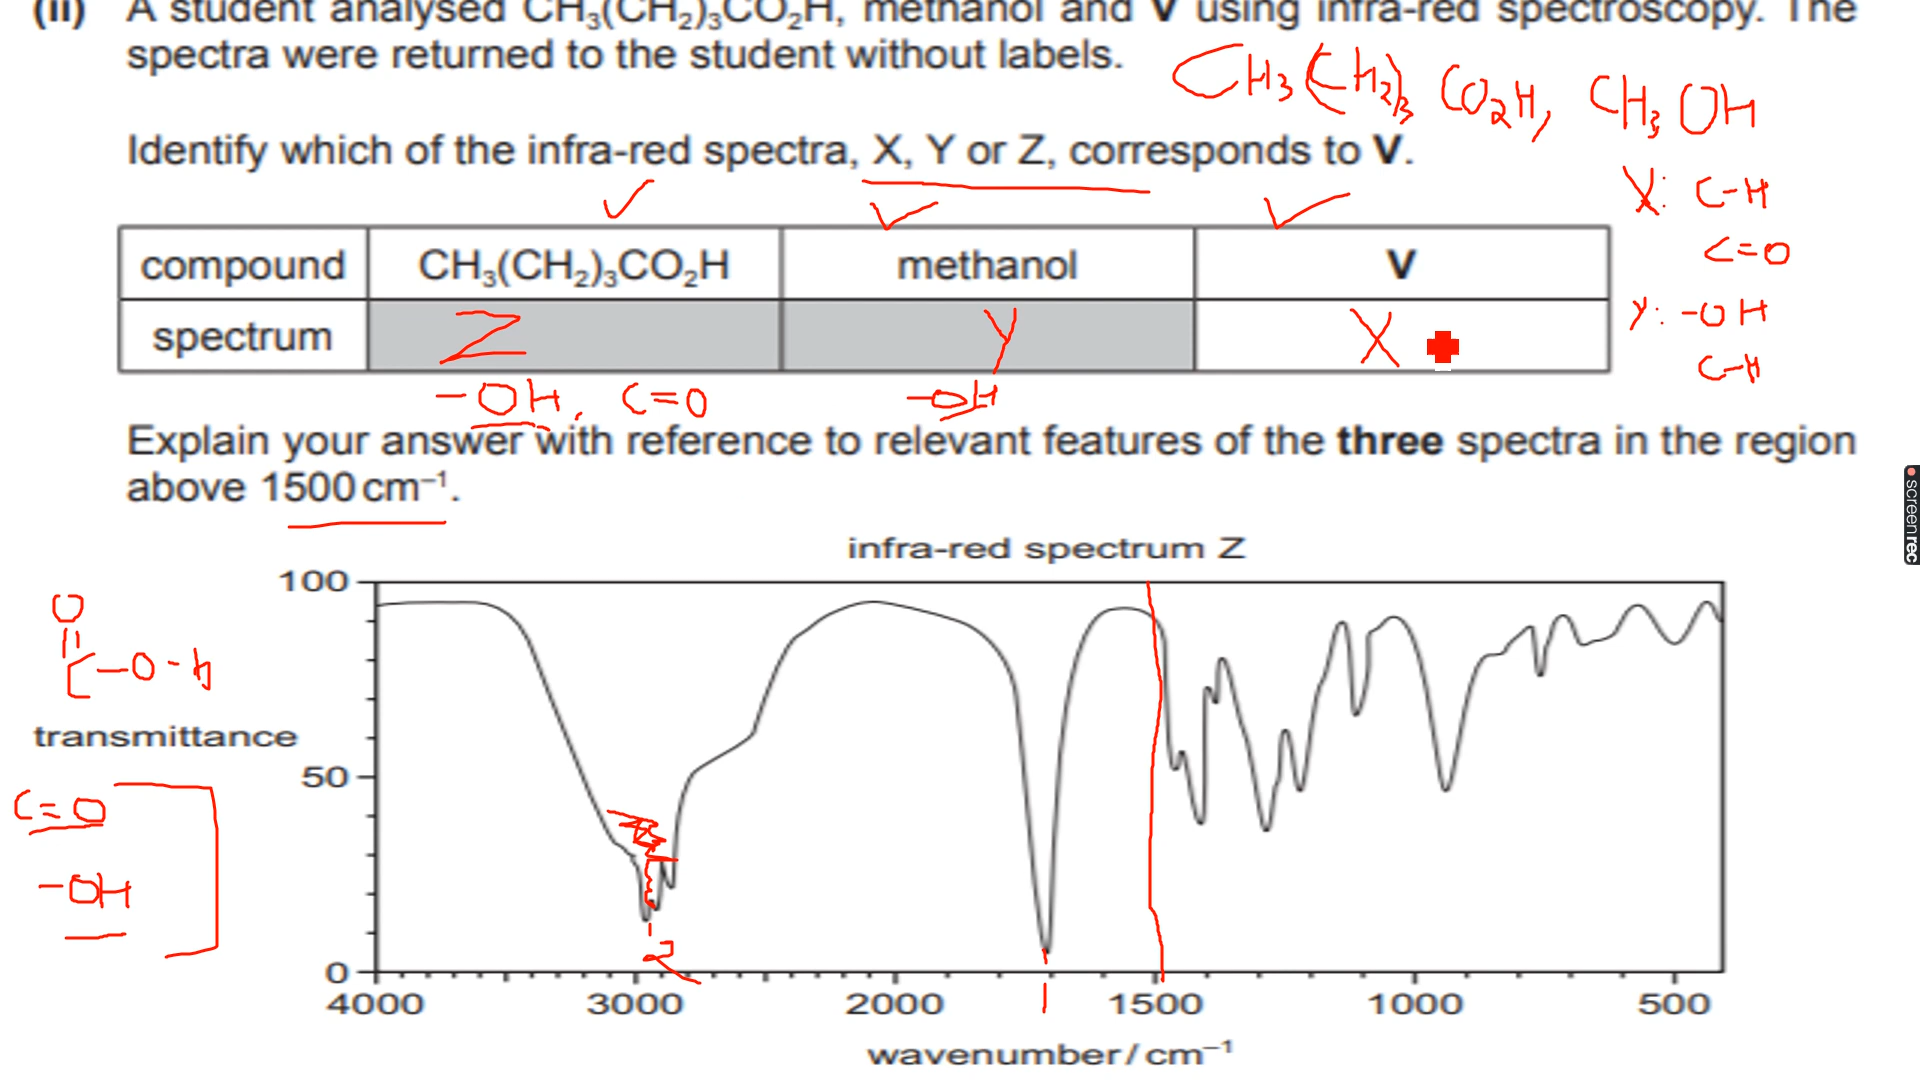 (ii) A student analysed CH₃(CH₂)₃CO₂H, methanol and V using infra-red spectroscopy. The
spectra were returned to the student without labels.
CH₃(CH₂)₃ CO₂H, CH₃OH
Identify which of the infra-red spectra, X, Y or Z, corresponds to V.
X: C-H
C=O
Y: -OH
C-H
compound CH₃(CH₂)₃CO₂H methanol V
spectrum Z Y X
-OH, C=O -OH
Explain your answer with reference to relevant features of the three spectra in the region
above 1500 cm⁻¹.
infra-red spectrum Z
O
C-O-H
transmittance
C=O
-OH
100
50
0
4000 3000 2000 1500 1000 500
wavenumber/cm⁻¹
screenrec